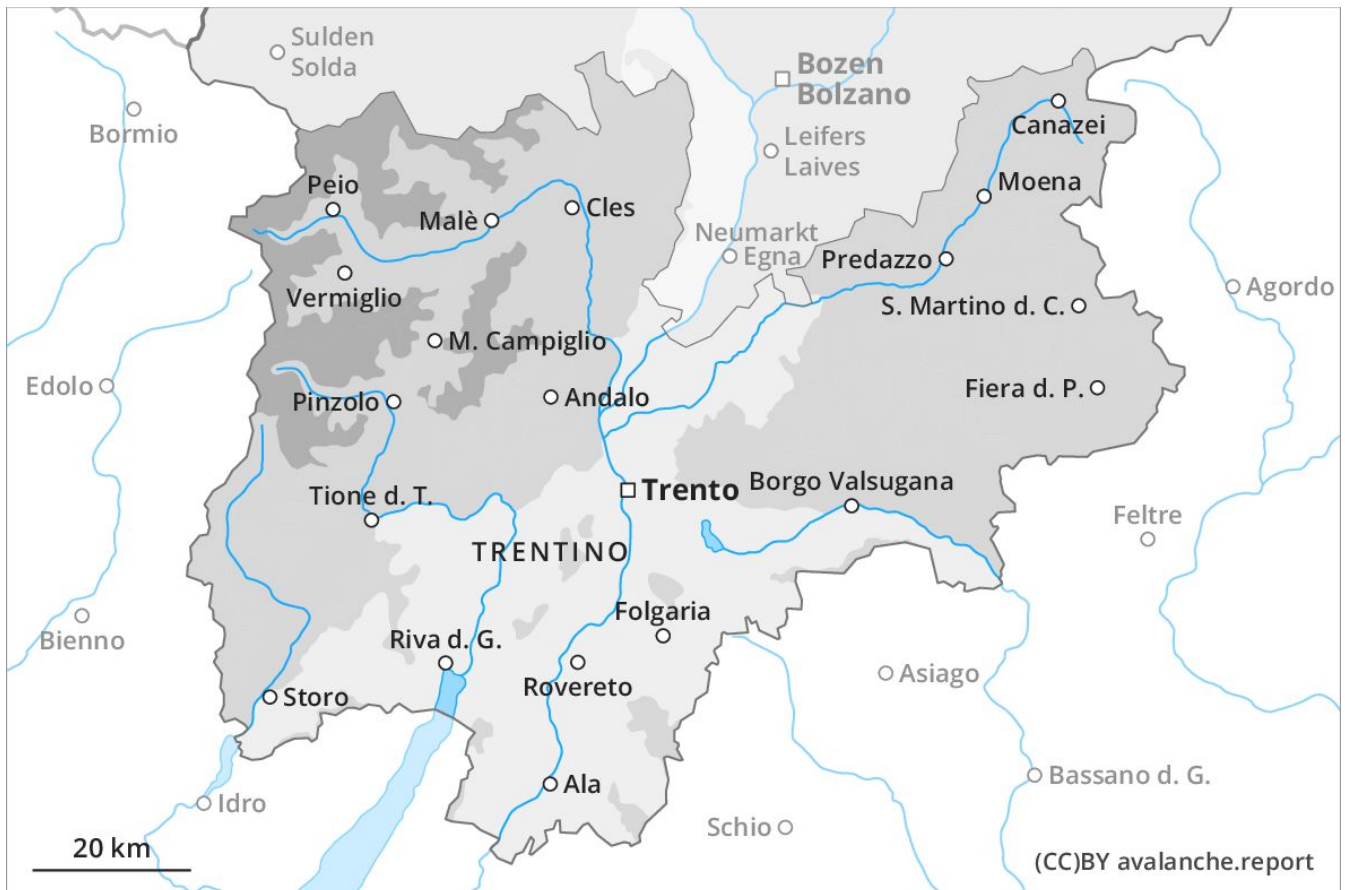 Sulden
Solda
Bozen
Bolzano
Bormio
Canazei
Leifers
Laives
Peio
Moena
Malè
Cles
Neumarkt
Egna
Predazzo
Vermiglio
Agordo
S. Martino d. C.
M. Campiglio
Edolo
Fiera d. P.
Pinzolo
Andalo
Trento
Borgo Valsugana
Tione d. T.
Feltre
TRENTINO
Folgaria
Bienno
Riva d. G.
Asiago
Rovereto
Storo
Bassano d. G.
Ala
Idro
Schio
20 km
(CC)BY avalanche.report